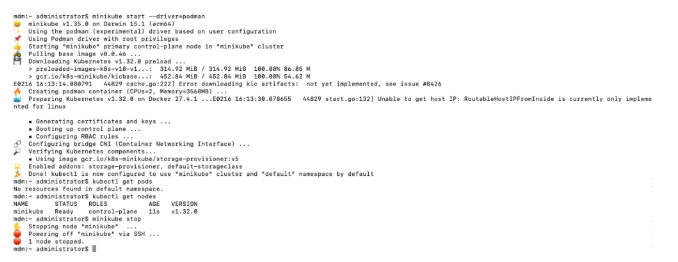 mdn:~ administrator$ minikube start --driver=podman
minikube v1.35.0 on Darwin 15.1 (arm64)
Using the podman (experimental) driver based on user configuration
Using Podman driver with root privileges
Starting "minikube" primary control-plane node in "minikube" cluster
Pulling base image v0.0.46 ...
Downloading Kubernetes v1.32.0 preload ...
> preloaded-images-k8s-v18-v1...: 314.92 MiB / 314.92 MiB 100.00% 86.85 M
> gcr.io/k8s-minikube/kicbase...: 452.84 MiB / 452.84 MiB 100.00% 54.62 M
E0216 16:13:14.080791 44829 cache.go:222] Error downloading kic artifacts: not yet implemented, see issue #8426
Creating podman container (CPUs=2, Memory=3568MB) ...
Preparing Kubernetes v1.32.0 on Docker 27.4.1 ...E0216 16:13:30.078655 44829 start.go:132] Unable to get host IP: RoutableHostIPFromInside is currently only impleme
nted for linux
▪ Generating certificates and keys ...
▪ Booting up control plane ...
▪ Configuring RBAC rules ...
Configuring bridge CNI (Container Networking Interface) ...
Verifying Kubernetes components...
▪ Using image gcr.io/k8s-minikube/storage-provisioner:v5
Enabled addons: storage-provisioner, default-storageclass
Done! kubectl is now configured to use "minikube" cluster and "default" namespace by default
mdn:~ administrator$ kubectl get pods
No resources found in default namespace.
mdn:~ administrator$ kubectl get nodes
NAME STATUS ROLES AGE VERSION
minikube Ready control-plane 11s v1.32.0
mdn:~ administrator$ minikube stop
Stopping node "minikube" ...
Powering off "minikube" via SSH ...
1 node stopped.
mdn:~ administrator$